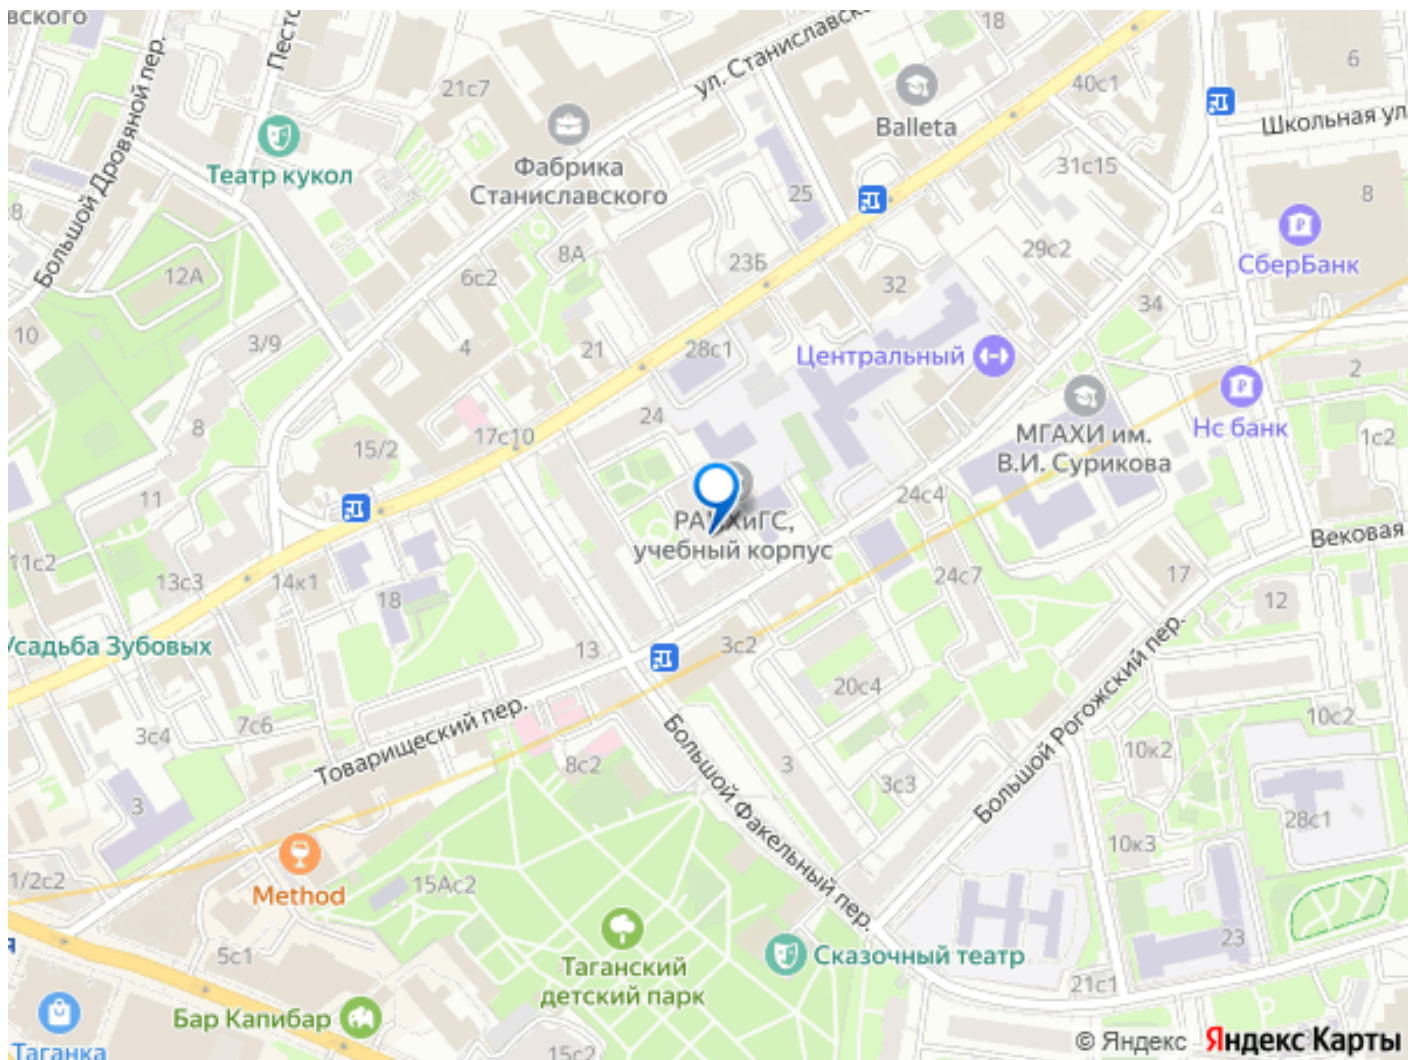 вского
Песто
Большой Дровяной пер.
21с7
ул. Станиславско
18
40с1
6
Школьная ул
Театр кукол
Фабрика
Станиславского
Balleta
25
31с15
8
8
12А
8А
23Б
29с2
СберБанк
6с2
32
34
10
3/9
4
21
28с1
Центральный
2
8
24
МГАХИ им.
В.И. Сурикова
Нс банк
1с2
15/2
17с10
11
24с4
РА ХиГС,
учебный корпус
Вековая
11с2
13с3
14к1
18
24с7
17
12
Усадьба Зубовых
13
3с2
20с4
Большой Рогожский пер.
7с6
3с4
Товарищеский пер.
10с2
10к2
8с2
Большой Факельный пер.
3
3с3
3
28с1
10к3
1/2с2
Method
15Ас2
23
5с1
Таганский
детский парк
Сказочный театр
21с1
я
Бар Капибар
Таганка
15с2
© Яндекс Яндекс Карты